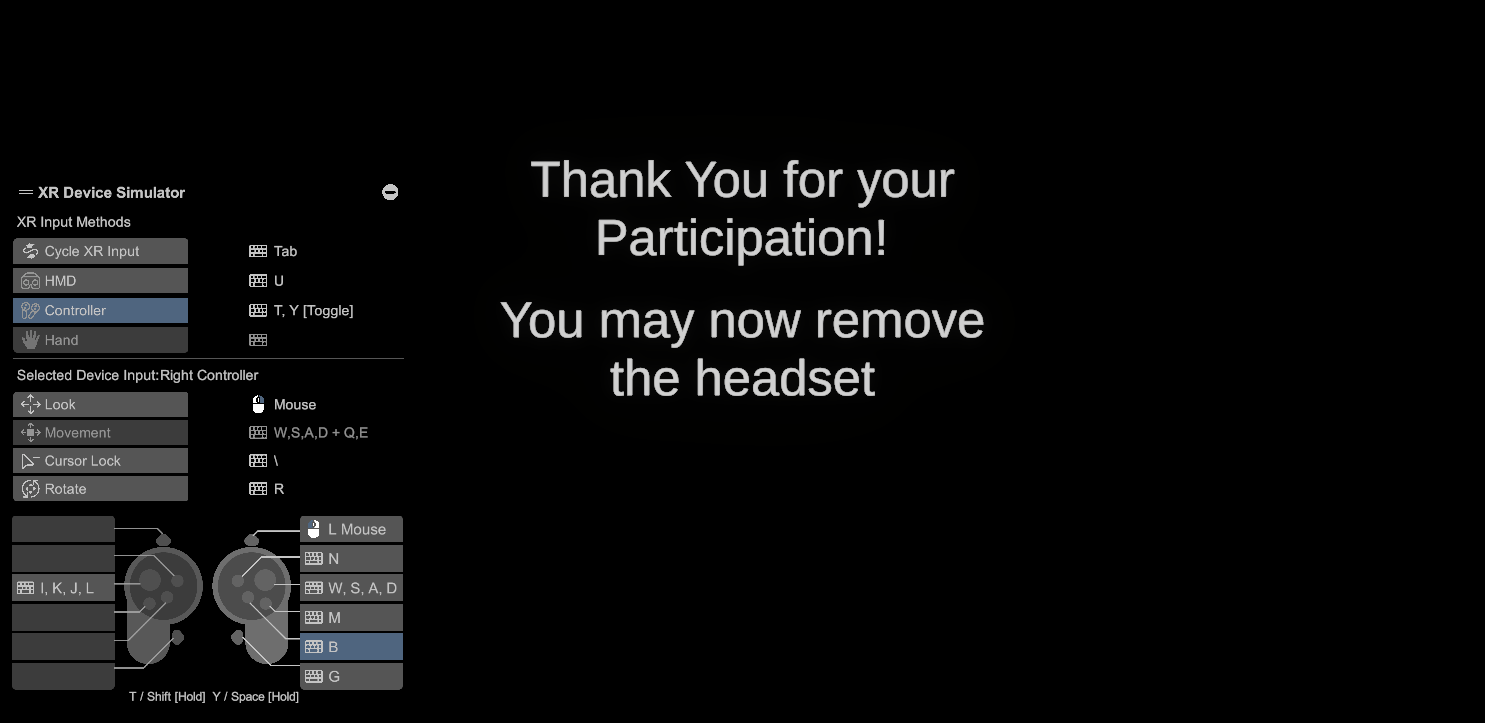 Thank You for your
Participation!
You may now remove
the headset
XR Device Simulator
XR Input Methods
Cycle XR Input Tab
HMD U
Controller T, Y [Toggle]
Hand
Selected Device Input:Right Controller
Look Mouse
Movement W,S,A,D + Q,E
Cursor Lock \
Rotate R
L Mouse
N
I, K, J, L W, S, A, D
M
B
G
T / Shift [Hold] Y / Space [Hold]